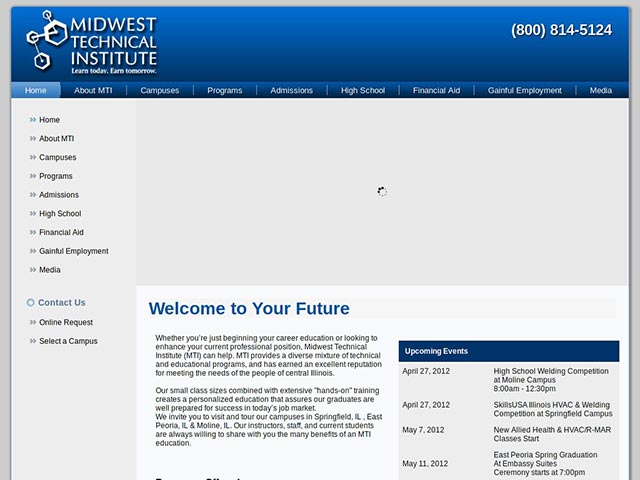 MIDWEST
TECHNICAL
INSTITUTE
Learn today. Earn tomorrow.
(800) 814-5124
Home About MTI Campuses Programs Admissions High School Financial Aid Gainful Employment Media
Home
About MTI
Campuses
Programs
Admissions
High School
Financial Aid
Gainful Employment
Media
Contact Us
Online Request
Select a Campus
Welcome to Your Future
Whether you're just beginning your career education or looking to
enhance your current professional position, Midwest Technical
Institute (MTI) can help. MTI provides a diverse mixture of technical
and educational programs, and has earned an excellent reputation
for meeting the needs of the people of central Illinois.
Our small class sizes combined with extensive "hands-on" training
creates a personalized education that assures our graduates are
well prepared for success in today's job market.
We invite you to visit and tour our campuses in Springfield, IL , East
Peoria, IL & Moline, IL. Our instructors, staff, and current students
are always willing to share with you the many benefits of an MTI
education.
Upcoming Events
April 27, 2012 High School Welding Competition
at Moline Campus
8:00am - 12:30pm
April 27, 2012 SkillsUSA Illinois HVAC & Welding
Competition at Springfield Campus
May 7, 2012 New Allied Health & HVAC/R-MAR
Classes Start
East Peoria Spring Graduation
May 11, 2012 At Embassy Suites
Ceremony starts at 7:00pm